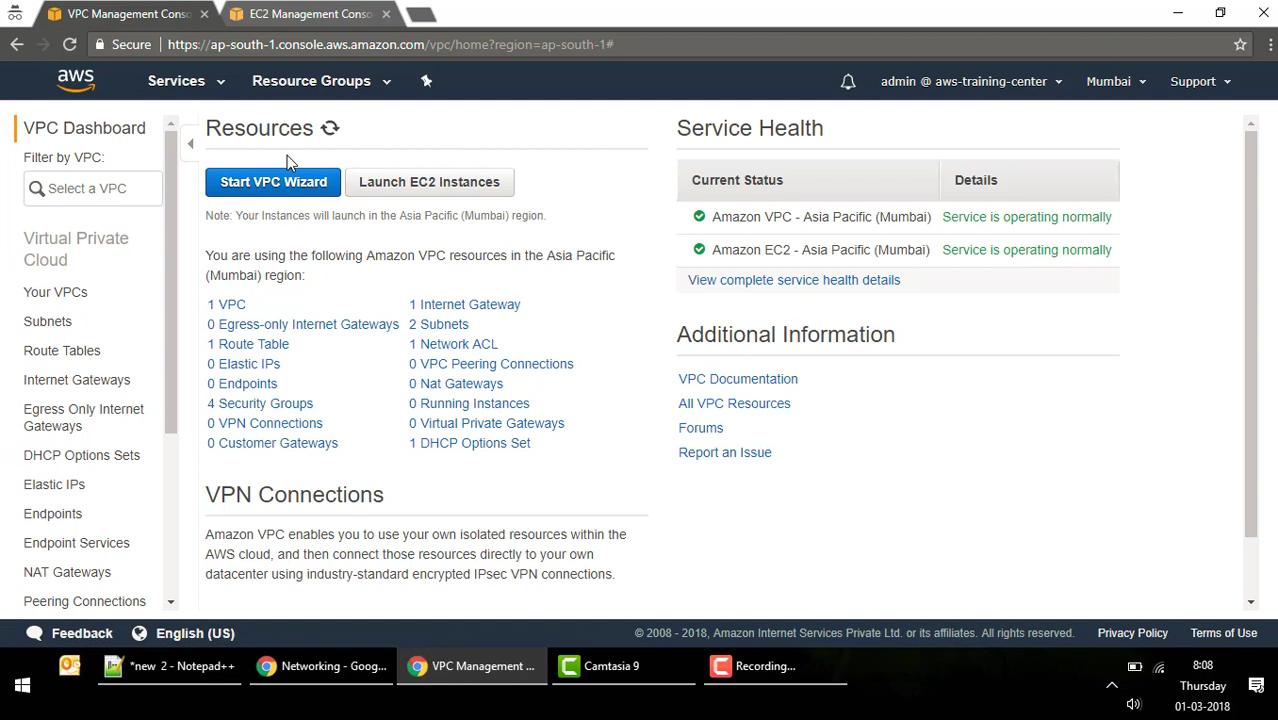 VPC Management Conso
EC2 Management Conso
Secure
https://ap-south-1.console.aws.amazon.com/vpc/home?region=ap-south-1#
aws
Services
Resource Groups
admin @ aws-training-center
Mumbai
Support
VPC Dashboard
Filter by VPC:
Select a VPC
Virtual Private
Cloud
Your VPCs
Subnets
Route Tables
Internet Gateways
Egress Only Internet
Gateways
DHCP Options Sets
Elastic IPs
Endpoints
Endpoint Services
NAT Gateways
Peering Connections
Resources
Start VPC Wizard
Launch EC2 Instances
Note: Your Instances will launch in the Asia Pacific (Mumbai) region.
You are using the following Amazon VPC resources in the Asia Pacific
(Mumbai) region:
1 VPC
1 Internet Gateway
0 Egress-only Internet Gateways
2 Subnets
1 Route Table
1 Network ACL
0 Elastic IPs
0 VPC Peering Connections
0 Endpoints
0 Nat Gateways
4 Security Groups
0 Running Instances
0 VPN Connections
0 Virtual Private Gateways
0 Customer Gateways
1 DHCP Options Set
VPN Connections
Amazon VPC enables you to use your own isolated resources within the
AWS cloud, and then connect those resources directly to your own
datacenter using industry-standard encrypted IPsec VPN connections.
Service Health
Current Status
Details
Amazon VPC - Asia Pacific (Mumbai)
Service is operating normally
Amazon EC2 - Asia Pacific (Mumbai)
Service is operating normally
View complete service health details
Additional Information
VPC Documentation
All VPC Resources
Forums
Report an Issue
Feedback
English (US)
© 2008 - 2018, Amazon Internet Services Private Ltd. or its affiliates. All rights reserved.
Privacy Policy
Terms of Use
*new 2 - Notepad++
Networking - Goog...
VPC Management ...
Camtasia 9
Recording...
8:08
Thursday
01-03-2018